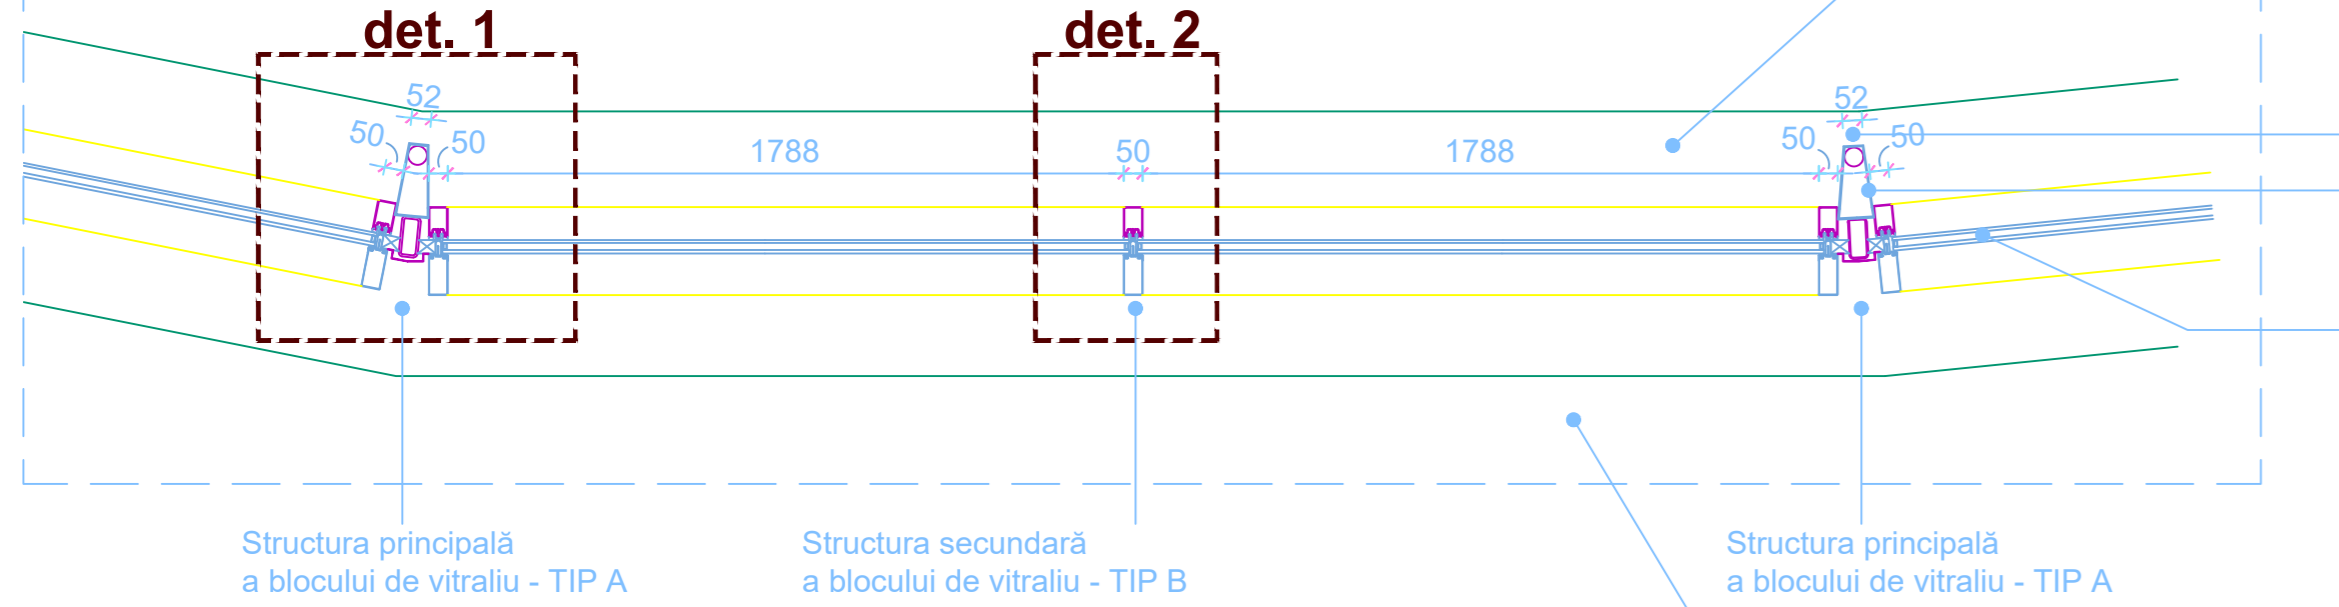 det. 1
det. 2
52
52
50
50
1788
50
1788
50
50
Structura principală
a blocului de vitraliu - TIP A
Structura secundară
a blocului de vitraliu - TIP B
Structura principală
a blocului de vitraliu - TIP A